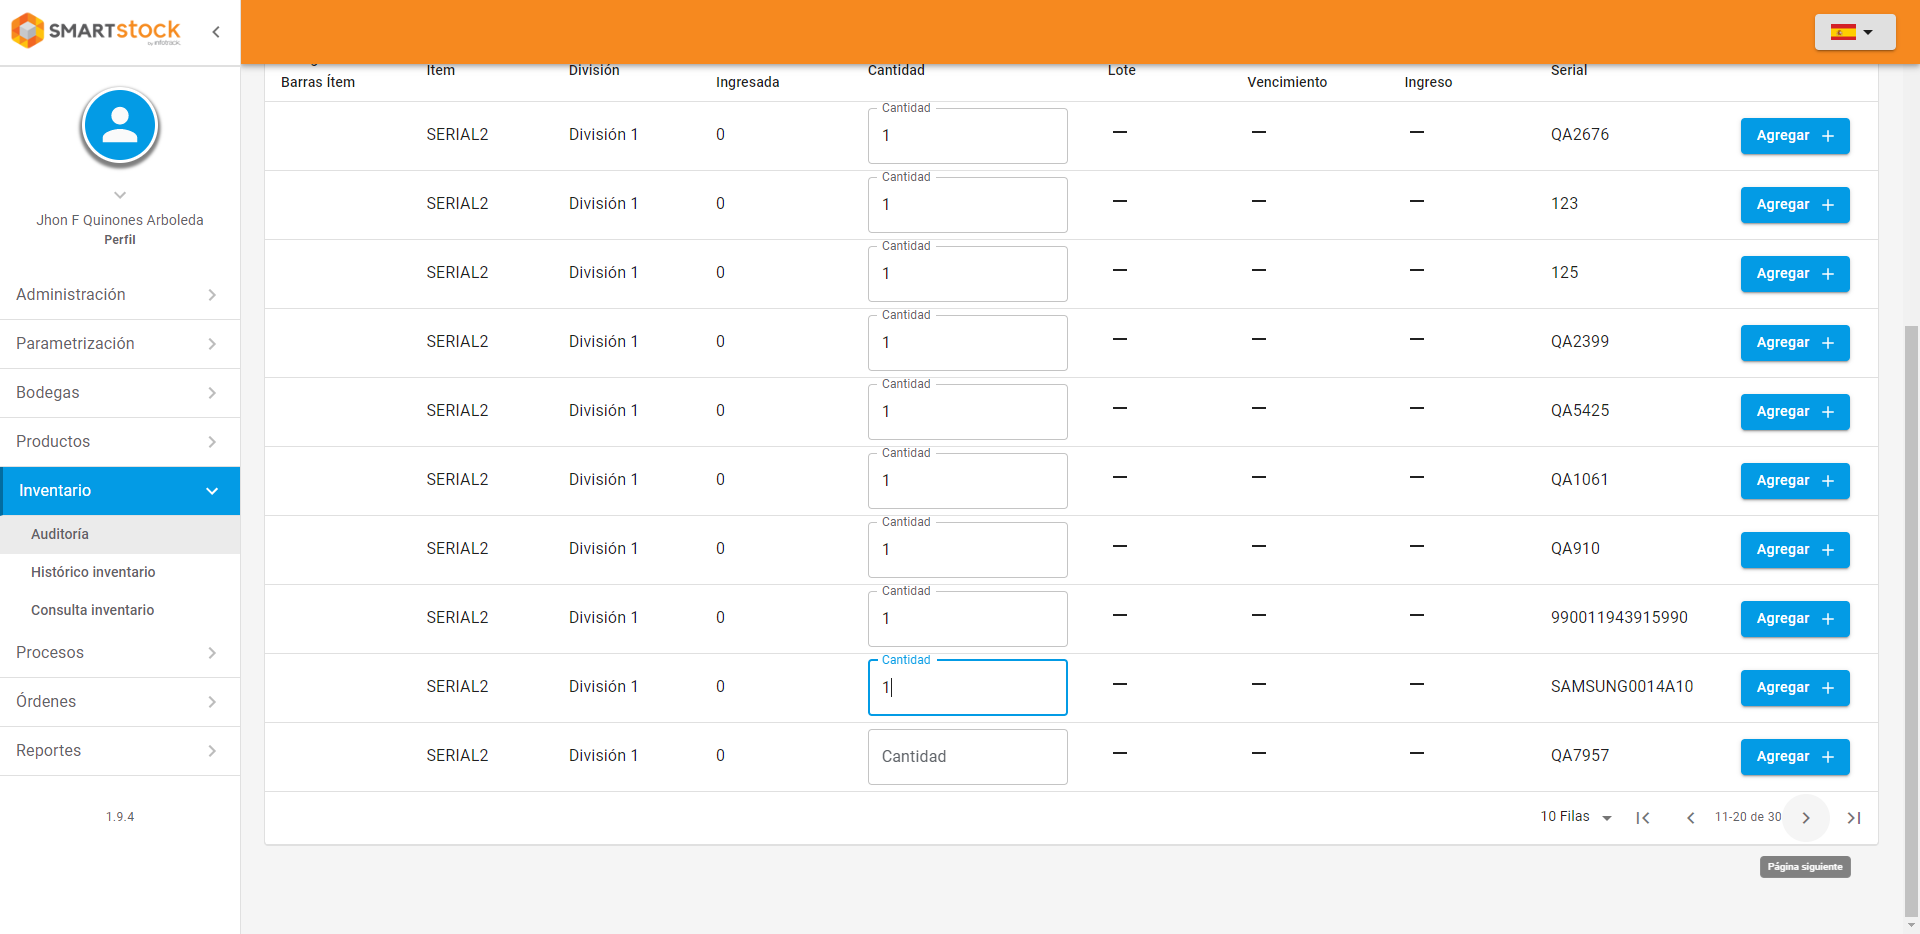 SMARTstock
by infotrack
Jhon F Quinones Arboleda
Perfil
Administración
Parametrización
Bodegas
Productos
Inventario
Auditoría
Histórico inventario
Consulta inventario
Procesos
Órdenes
Reportes
1.9.4
Barras Ítem Item División Ingresada Cantidad Lote Vencimiento Ingreso Serial
Cantidad
SERIAL2 División 1 0 1 — — — QA2676 Agregar +
Cantidad
SERIAL2 División 1 0 1 — — — 123 Agregar +
Cantidad
SERIAL2 División 1 0 1 — — — 125 Agregar +
Cantidad
SERIAL2 División 1 0 1 — — — QA2399 Agregar +
Cantidad
SERIAL2 División 1 0 1 — — — QA5425 Agregar +
Cantidad
SERIAL2 División 1 0 1 — — — QA1061 Agregar +
Cantidad
SERIAL2 División 1 0 1 — — — QA910 Agregar +
Cantidad
SERIAL2 División 1 0 1 — — — 990011943915990 Agregar +
Cantidad
SERIAL2 División 1 0 1 — — — SAMSUNG0014A10 Agregar +
SERIAL2 División 1 0 Cantidad — — — QA7957 Agregar +
10 Filas 11-20 de 30
Página siguiente